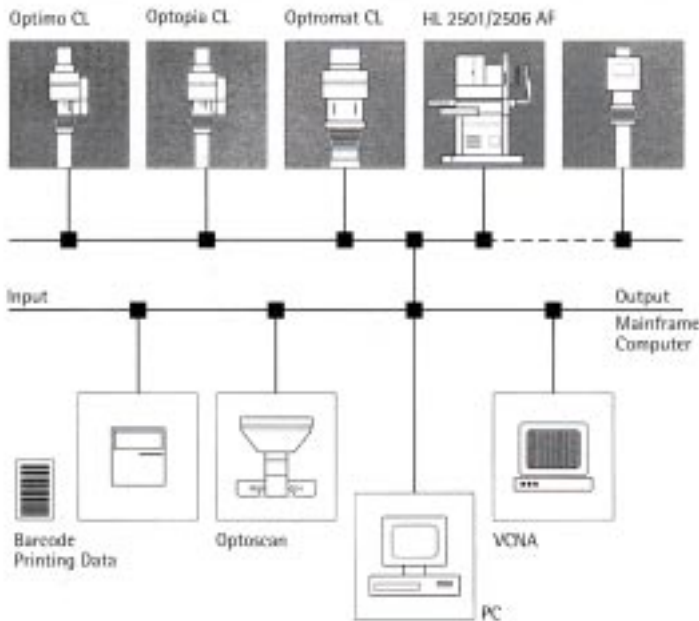 Optimo CL
Optopia CL
Optromat CL
HL 2501/2506 AF
Input
Output
Mainframe
Computer
Barcode
Printing Data
Optoscan
VCNA
PC